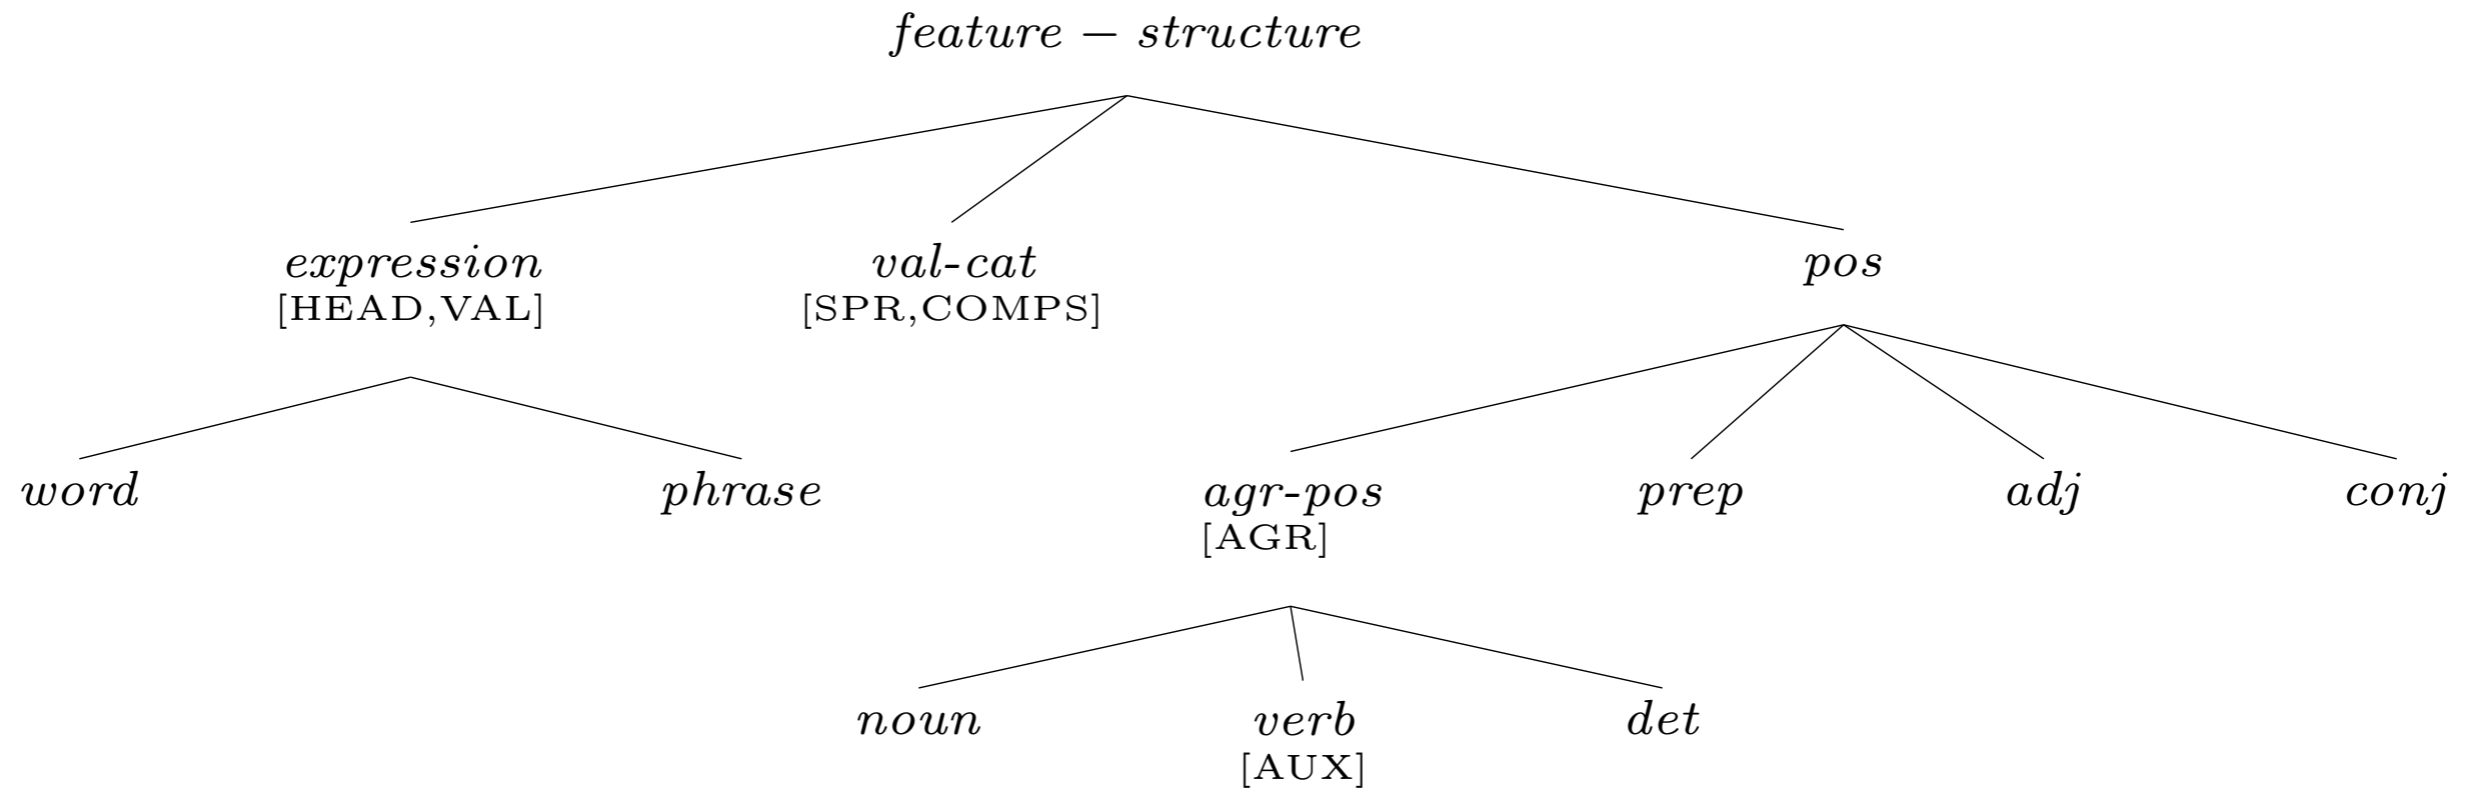 feature − structure
expression val-cat pos
[HEAD,VAL] [SPR,COMPS]
word phrase agr-pos prep adj conj
[AGR]
noun verb det
[AUX]